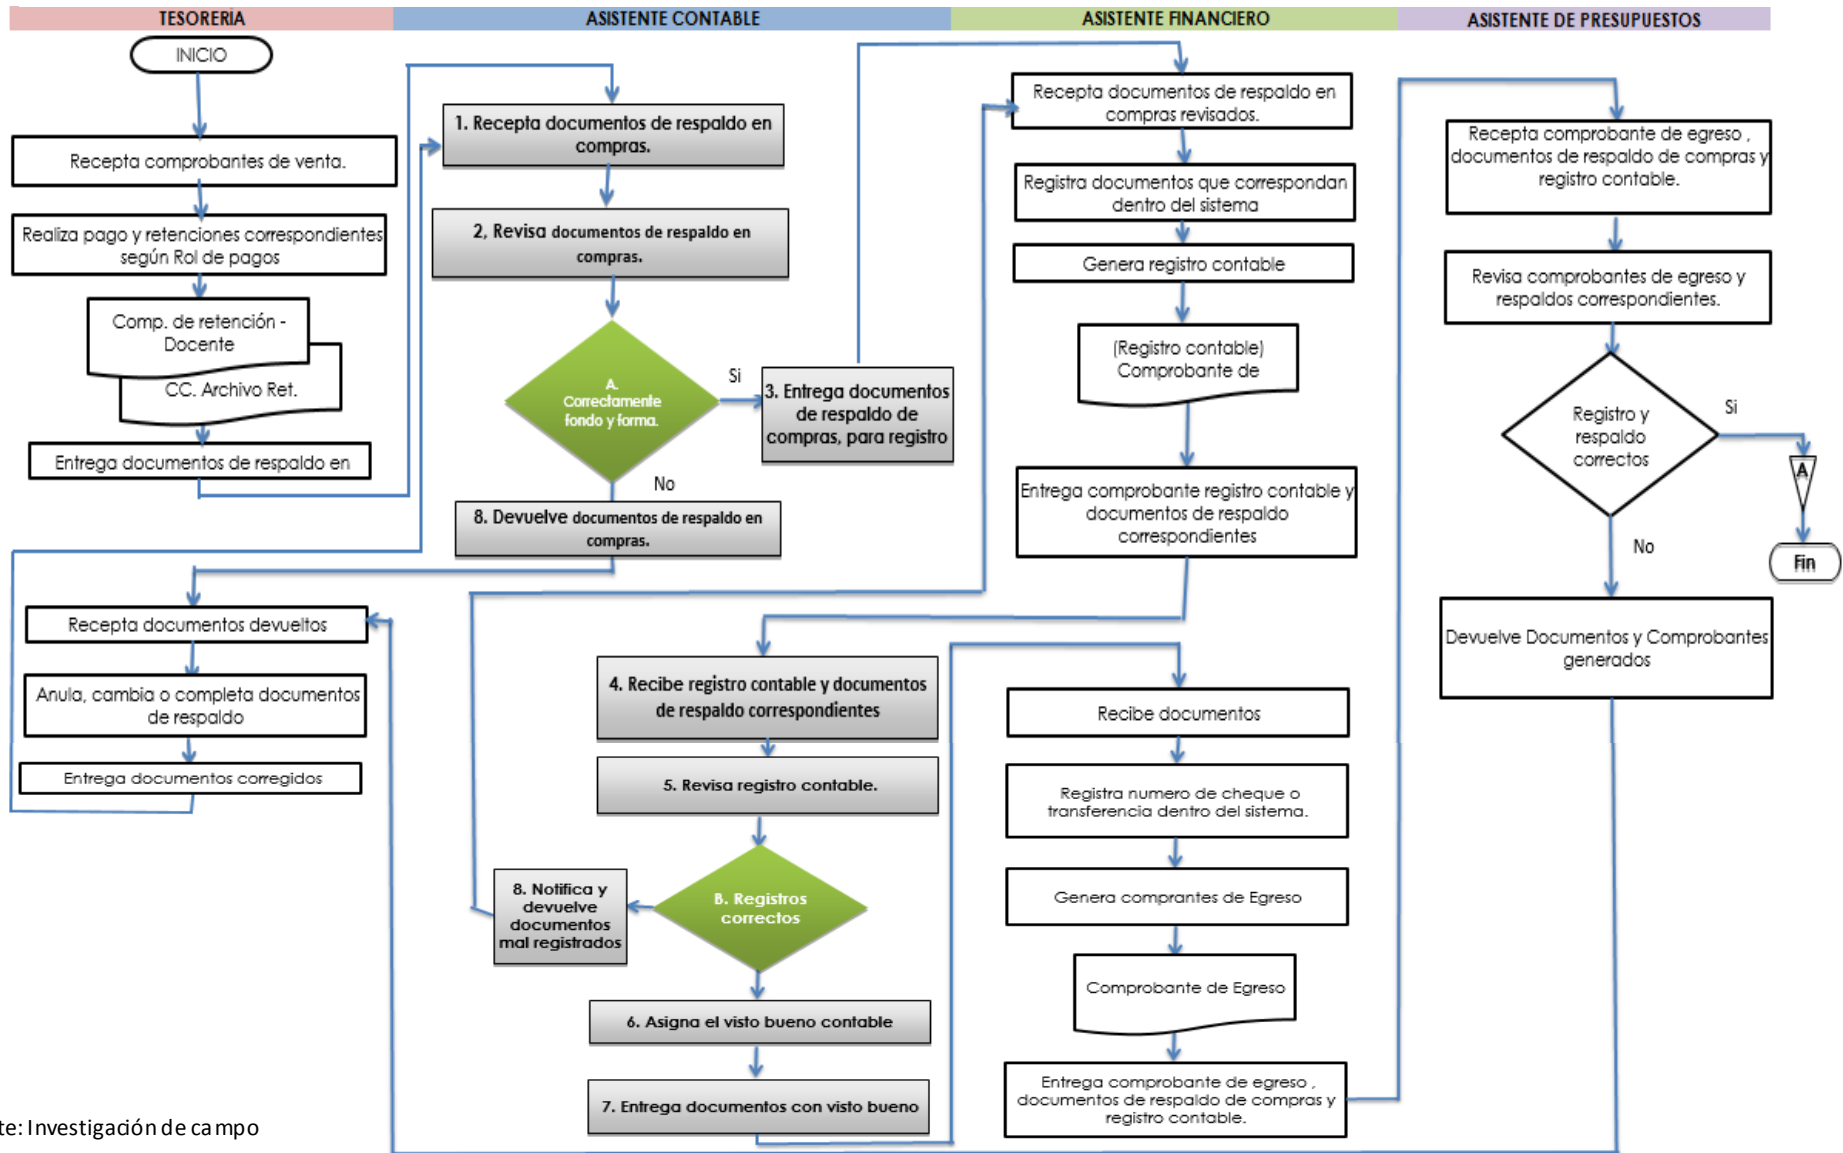 TESORERIA
ASISTENTE CONTABLE
ASISTENTE FINANCIERO
ASISTENTE DE PRESUPUESTOS
INICIO
Recepta comprobantes de venta.
Realiza pago y retenciones correspondientes
según Rol de pagos
Comp. de retención -
Docente
CC. Archivo Ret.
Entrega documentos de respaldo en
Recepta documentos devueltos
Anula, cambia o completa documentos
de respaldo
Entrega documentos corregidos
1. Recepta documentos de respaldo en
compras.
2, Revisa documentos de respaldo en
compras.
A.
Correctamente
fondo y forma.
Si
3. Entrega documentos
de respaldo de
compras, para registro
No
8. Devuelve documentos de respaldo en
compras.
4. Recibe registro contable y documentos
de respaldo correspondientes
5. Revisa registro contable.
B. Registros
correctos
8. Notifica y
devuelve
documentos
mal registrados
6. Asigna el visto bueno contable
7. Entrega documentos con visto bueno
Recepta documentos de respaldo en
compras revisados.
Registra documentos que correspondan
dentro del sistema
Genera registro contable
(Registro contable)
Comprobante de
Entrega comprobante registro contable y
documentos de respaldo
correspondientes
Recibe documentos
Registra numero de cheque o
transferencia dentro del sistema.
Genera comprantes de Egreso
Comprobante de Egreso
Entrega comprobante de egreso ,
documentos de respaldo de compras y
registro contable.
Recepta comprobante de egreso ,
documentos de respaldo de compras y
registro contable.
Revisa comprobantes de egreso y
respaldos correspondientes.
Registro y
respaldo
correctos
Si
A
Fin
No
Devuelve Documentos y Comprobantes
generados
te: Investigación de campo